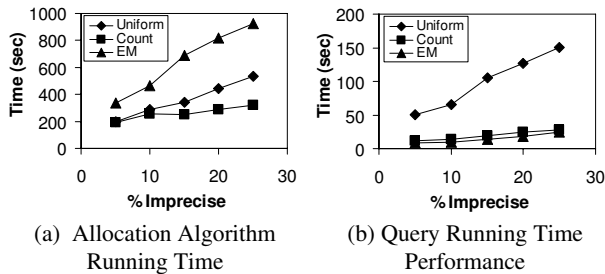 1000
800
600
400
200
0
Time (sec)
Uniform
Count
EM
0 10 20 30
% Imprecise
(a) Allocation Algorithm
Running Time
200
150
100
50
0
Time (sec)
Uniform
Count
EM
0 10 20 30
% Imprecise
(b) Query Running Time
Performance